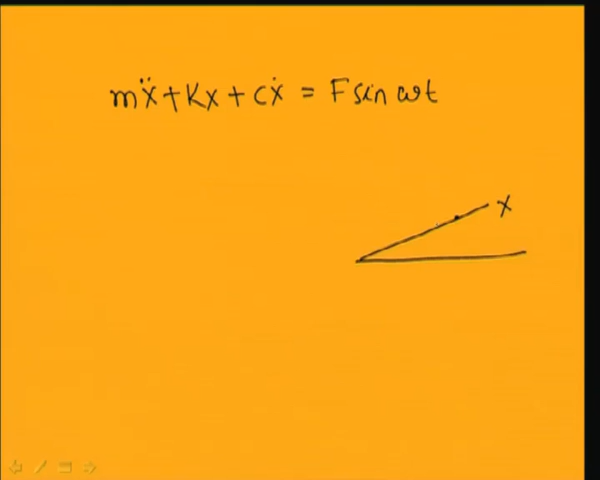 mẍ + Kx + cẋ = F sin ωt
x